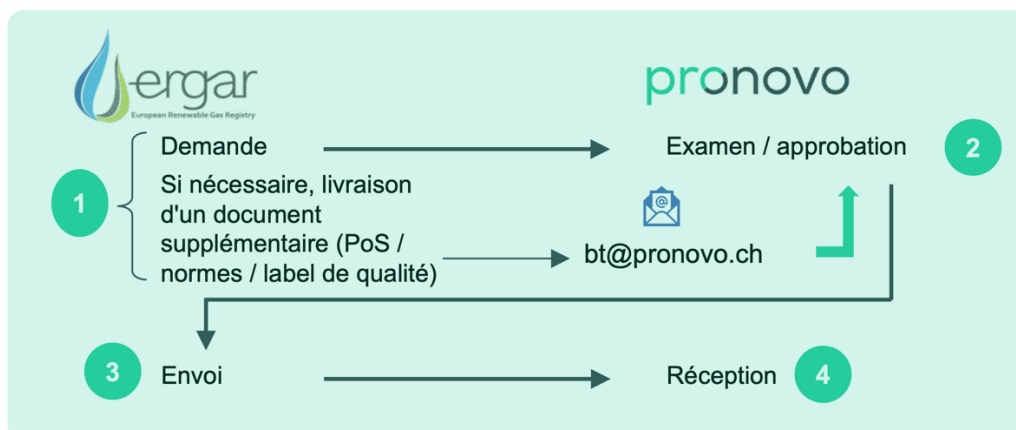 ergar
European Renewable Gas Registry
pronovo
1
Demande
Examen / approbation
2
Si nécessaire, livraison
d'un document
supplémentaire (PoS /
normes / label de qualité)
@
bt@pronovo.ch
3
Envoi
Réception
4